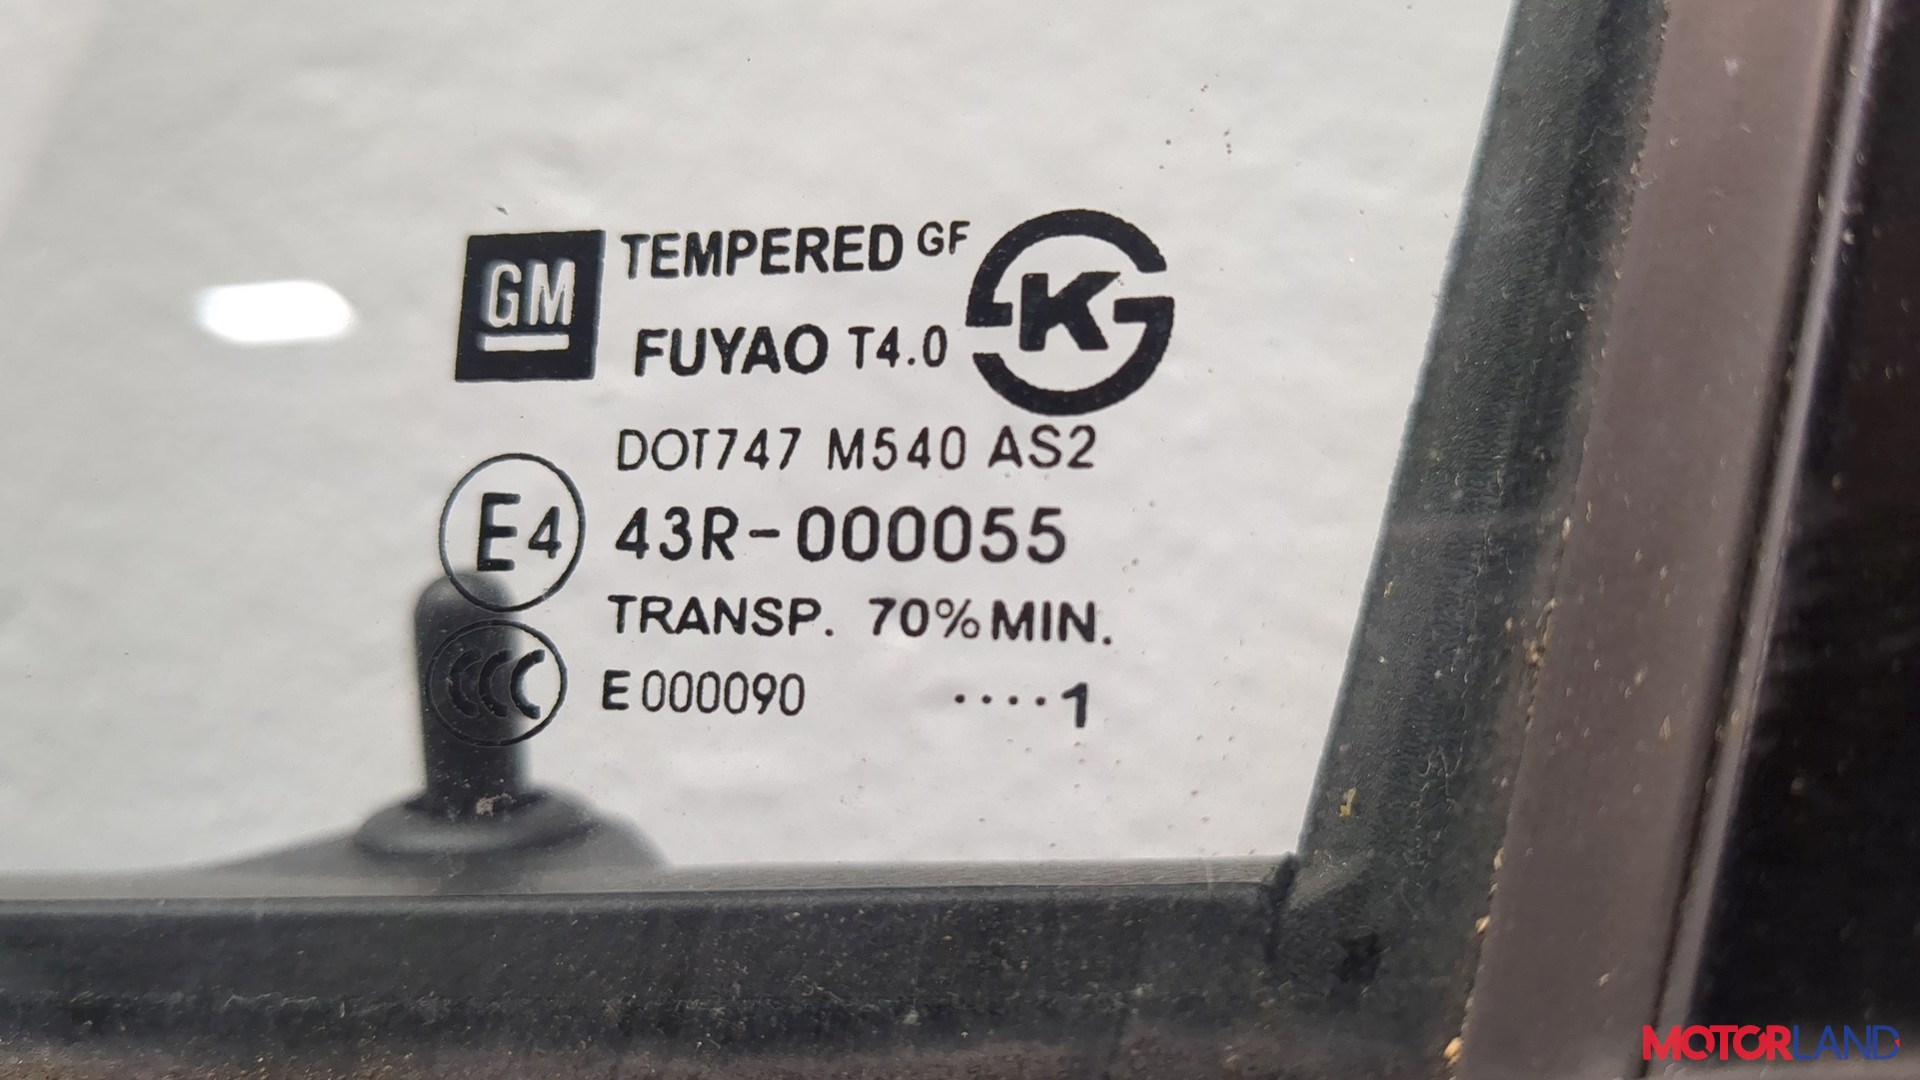 GM TEMPERED GF
FUYAO T4.0
K
DOT747 M540 AS2
E4 43R-000055
TRANSP. 70% MIN.
CCC E000090 ····1
MOTORLAND